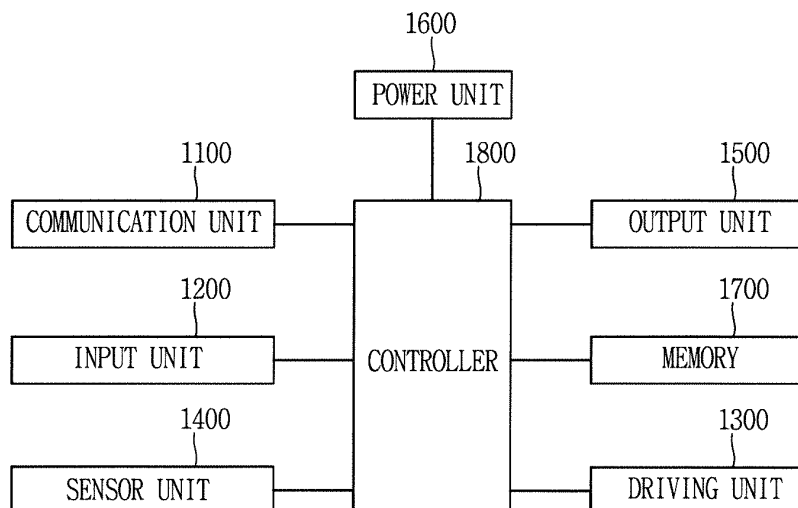 1600
POWER UNIT
1100
1800
1500
COMMUNICATION UNIT
OUTPUT UNIT
1200
1700
INPUT UNIT
CONTROLLER
MEMORY
1400
1300
SENSOR UNIT
DRIVING UNIT